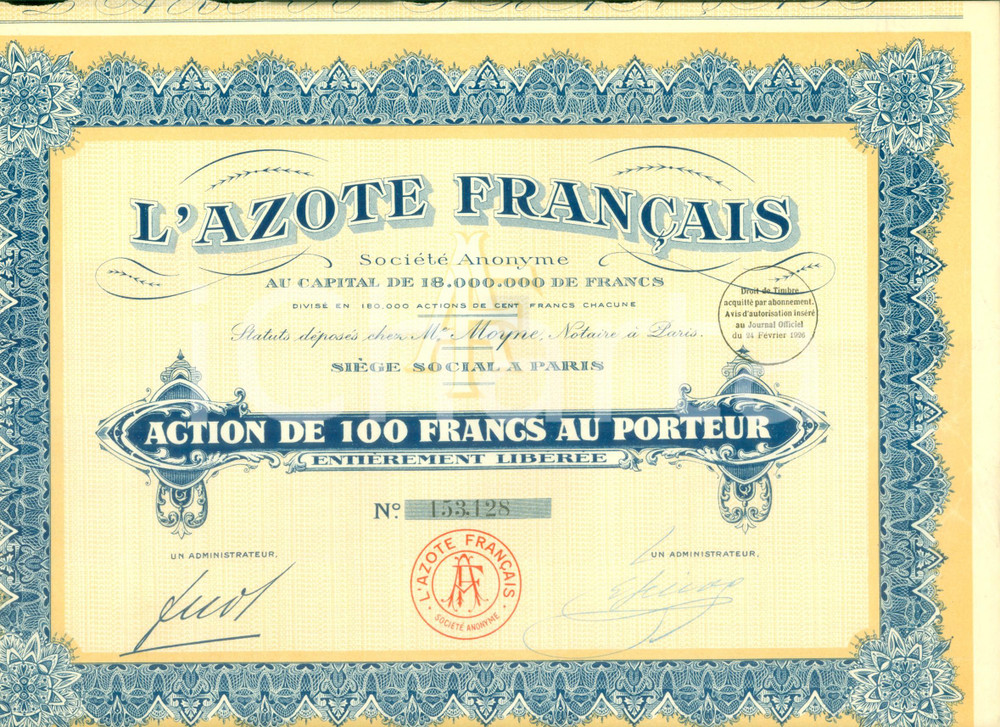 L'AZOTE FRANÇAIS
Société Anonyme
AU CAPITAL DE 18.000.000 DE FRANCS
DIVISÉ EN 180,000 ACTIONS DE CENT FRANCS CHACUNE
Statuts déposés chez Me Moyne, Notaire à Paris.
SIÈGE SOCIAL A PARIS
Droit de Timbre
acquitté par abonnement.
Avis d'autorisation inséré
au Journal Officiel
du 24 Février 1926
ACTION DE 100 FRANCS AU PORTEUR
ENTIÈREMENT LIBERÉE
No. 153.128
UN ADMINISTRATEUR,
UN ADMINISTRATEUR,
L'AZOTE FRANÇAIS
AF
SOCIÉTÉ ANONYME